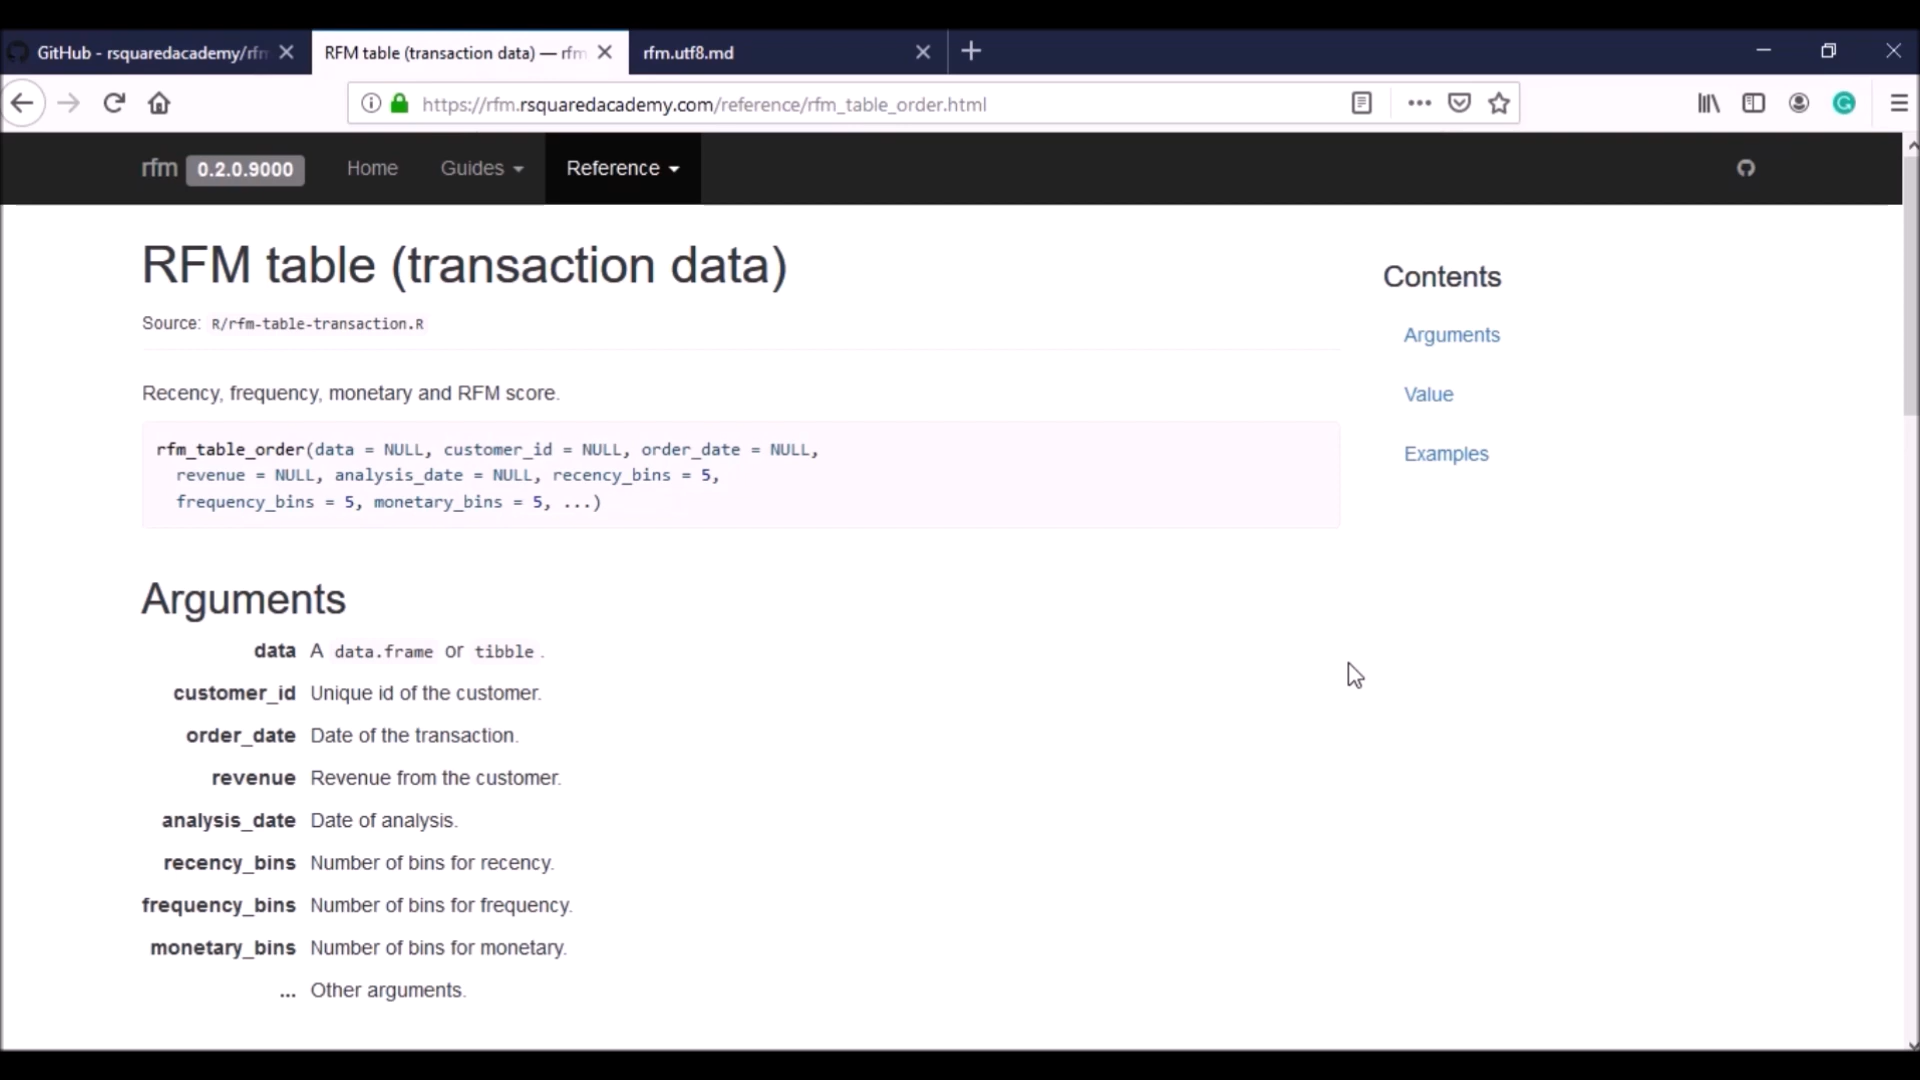 GitHub - rsquaredacademy/rfm
RFM table (transaction data) — rfm
rfm.utf8.md
https://rfm.rsquaredacademy.com/reference/rfm_table_order.html
rfm 0.2.0.9000 Home Guides Reference
RFM table (transaction data)
Source: R/rfm-table-transaction.R
Recency, frequency, monetary and RFM score.
rfm_table_order(data = NULL, customer_id = NULL, order_date = NULL,
revenue = NULL, analysis_date = NULL, recency_bins = 5,
frequency_bins = 5, monetary_bins = 5, ...)
Arguments
data A data.frame or tibble .
customer_id Unique id of the customer.
order_date Date of the transaction.
revenue Revenue from the customer.
analysis_date Date of analysis.
recency_bins Number of bins for recency.
frequency_bins Number of bins for frequency.
monetary_bins Number of bins for monetary.
... Other arguments.
Contents
Arguments
Value
Examples